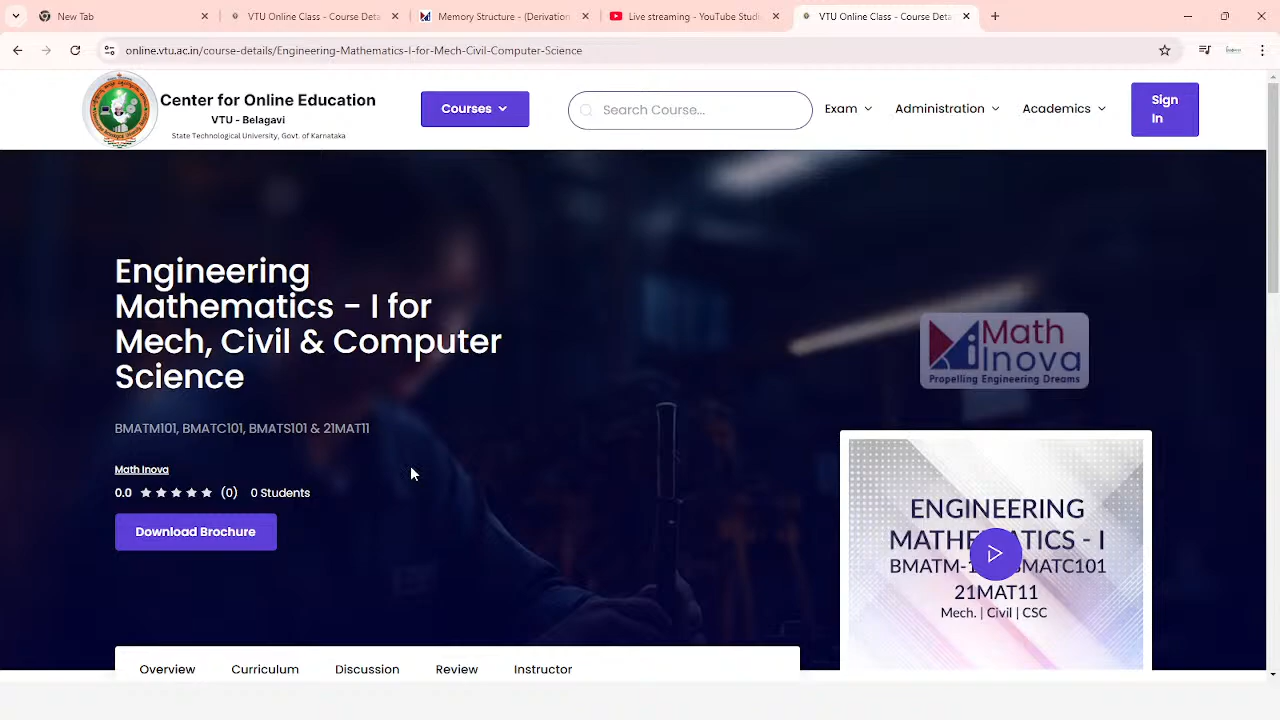 New Tab
VTU Online Class - Course Deta
Memory Structure - (Derivation
Live streaming - YouTube Studi
VTU Online Class - Course Deta
online.vtu.ac.in/course-details/Engineering-Mathematics-I-for-Mech-Civil-Computer-Science
Center for Online Education
VTU - Belagavi
State Technological University, Govt. of Karnataka
Courses
Search Course...
Exam
Administration
Academics
Sign
In
Engineering
Mathematics - I for
Mech, Civil & Computer
Science
BMATM101, BMATC101, BMATS101 & 21MAT11
Math Inova
0.0 (0) 0 Students
Download Brochure
Math
Inova
Propelling Engineering Dreams
ENGINEERING
MATHEMATICS - I
BMATM-1 BMATC101
21MAT11
Mech. | Civil | CSC
Overview
Curriculum
Discussion
Review
Instructor